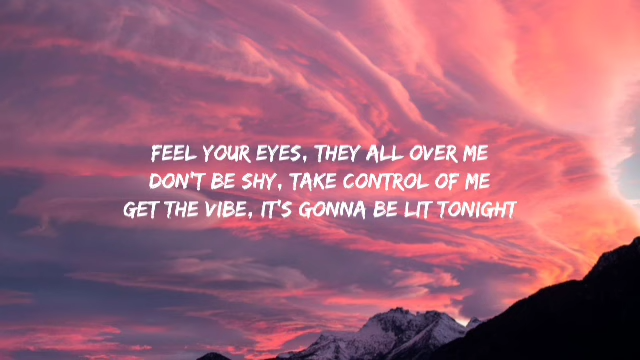 FEEL YOUR EYES, THEY ALL OVER ME
DON'T BE SHY, TAKE CONTROL OF ME
GET THE VIBE, IT'S GONNA BE LIT TONIGHT